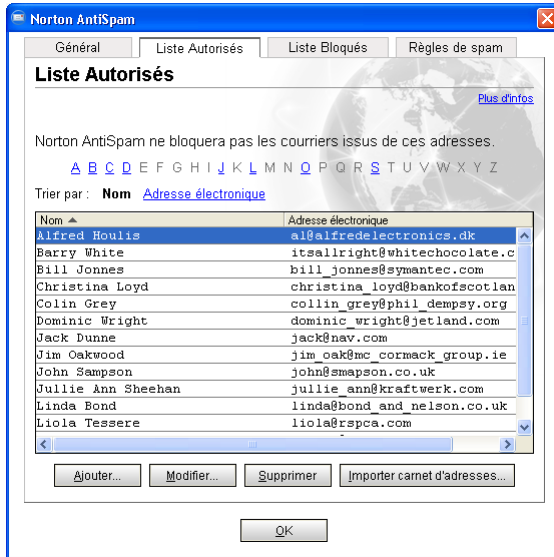 Norton AntiSpam
Général Liste Autorisés Liste Bloqués Règles de spam
Liste Autorisés
Plus d'infos
Norton AntiSpam ne bloquera pas les courriers issus de ces adresses.
A B C D E F G H I J K L M N O P Q R S T U V W X Y Z
Trier par : Nom Adresse électronique
Nom Adresse électronique
Alfred Houlis al@alfredelectronics.dk
Barry White itsallright@whitechocolate.c
Bill Jonnes bill_jonnes@symantec.com
Christina Loyd christina_loyd@bankofscotlan
Colin Grey collin_grey@phil_dempsy.org
Dominic Wright dominic_wright@jetland.com
Jack Dunne jack@nav.com
Jim Oakwood jim_oak@mc_cormack_group.ie
John Sampson john@smapson.co.uk
Jullie Ann Sheehan jullie_ann@kraftwerk.com
Linda Bond linda@bond_and_nelson.co.uk
Liola Tessere liola@rspca.com
Ajouter... Modifier... Supprimer Importer carnet d'adresses...
OK